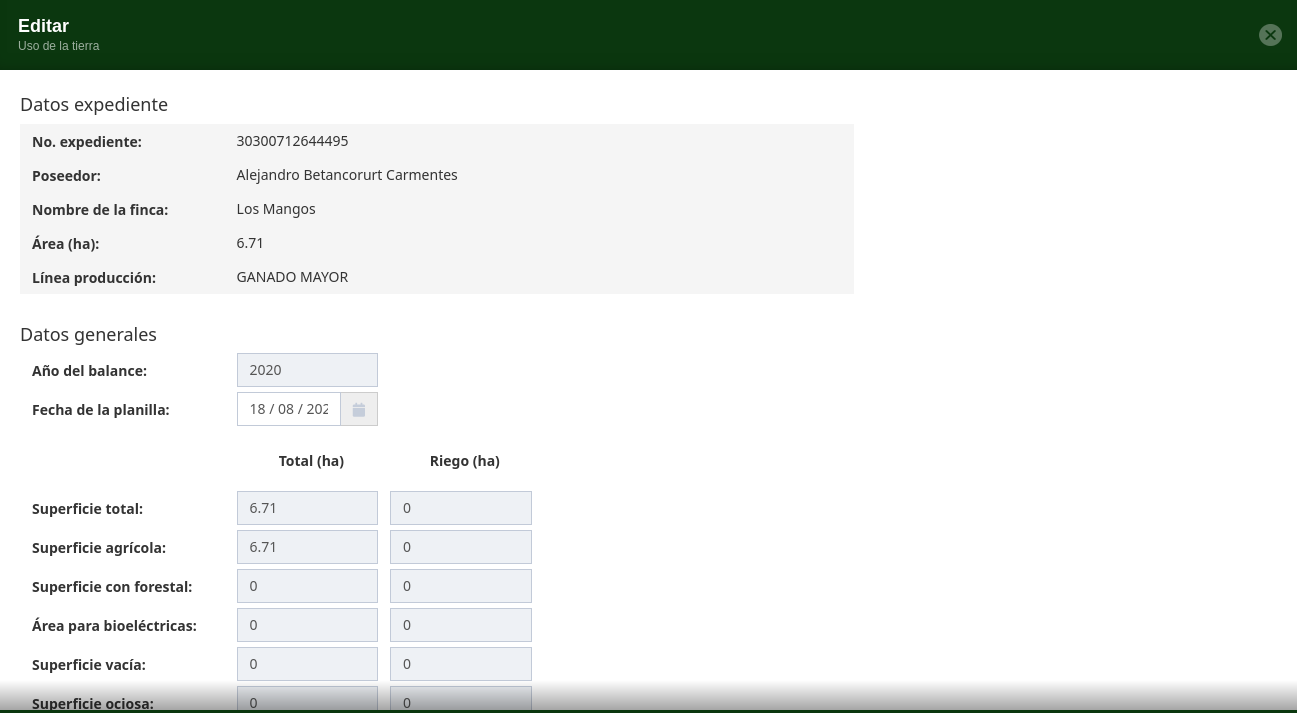 Editar
Uso de la tierra
Datos expediente
No. expediente: 30300712644495
Poseedor: Alejandro Betancorurt Carmentes
Nombre de la finca: Los Mangos
Área (ha): 6.71
Línea producción: GANADO MAYOR
Datos generales
Año del balance: 2020
Fecha de la planilla: 18 / 08 / 202
Total (ha) Riego (ha)
Superficie total: 6.71 0
Superficie agrícola: 6.71 0
Superficie con forestal: 0 0
Área para bioeléctricas: 0 0
Superficie vacía: 0 0
Superficie ociosa: 0 0